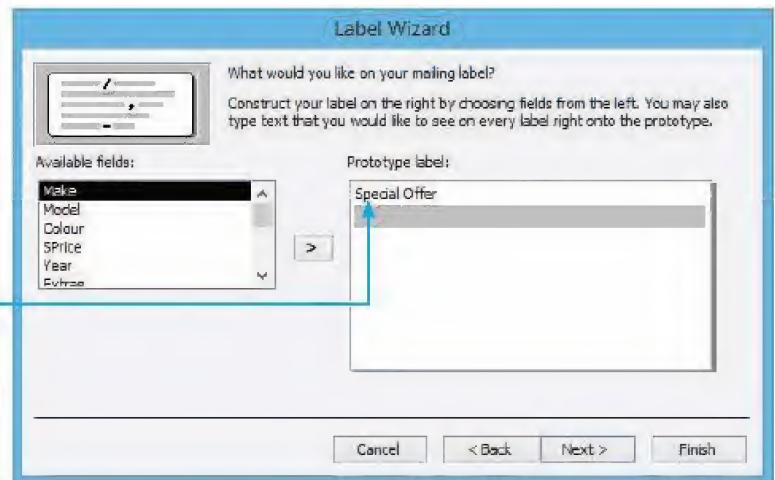 Label Wizard
What would you like on your mailing label?
Construct your label on the right by choosing fields from the left. You may also
type text that you would like to see on every label right onto the prototype.
Available fields:
Prototype label:
Make
Model
Colour
SPrice
Year
Extras
>
Special Offer
Cancel
< Back
Next >
Finish